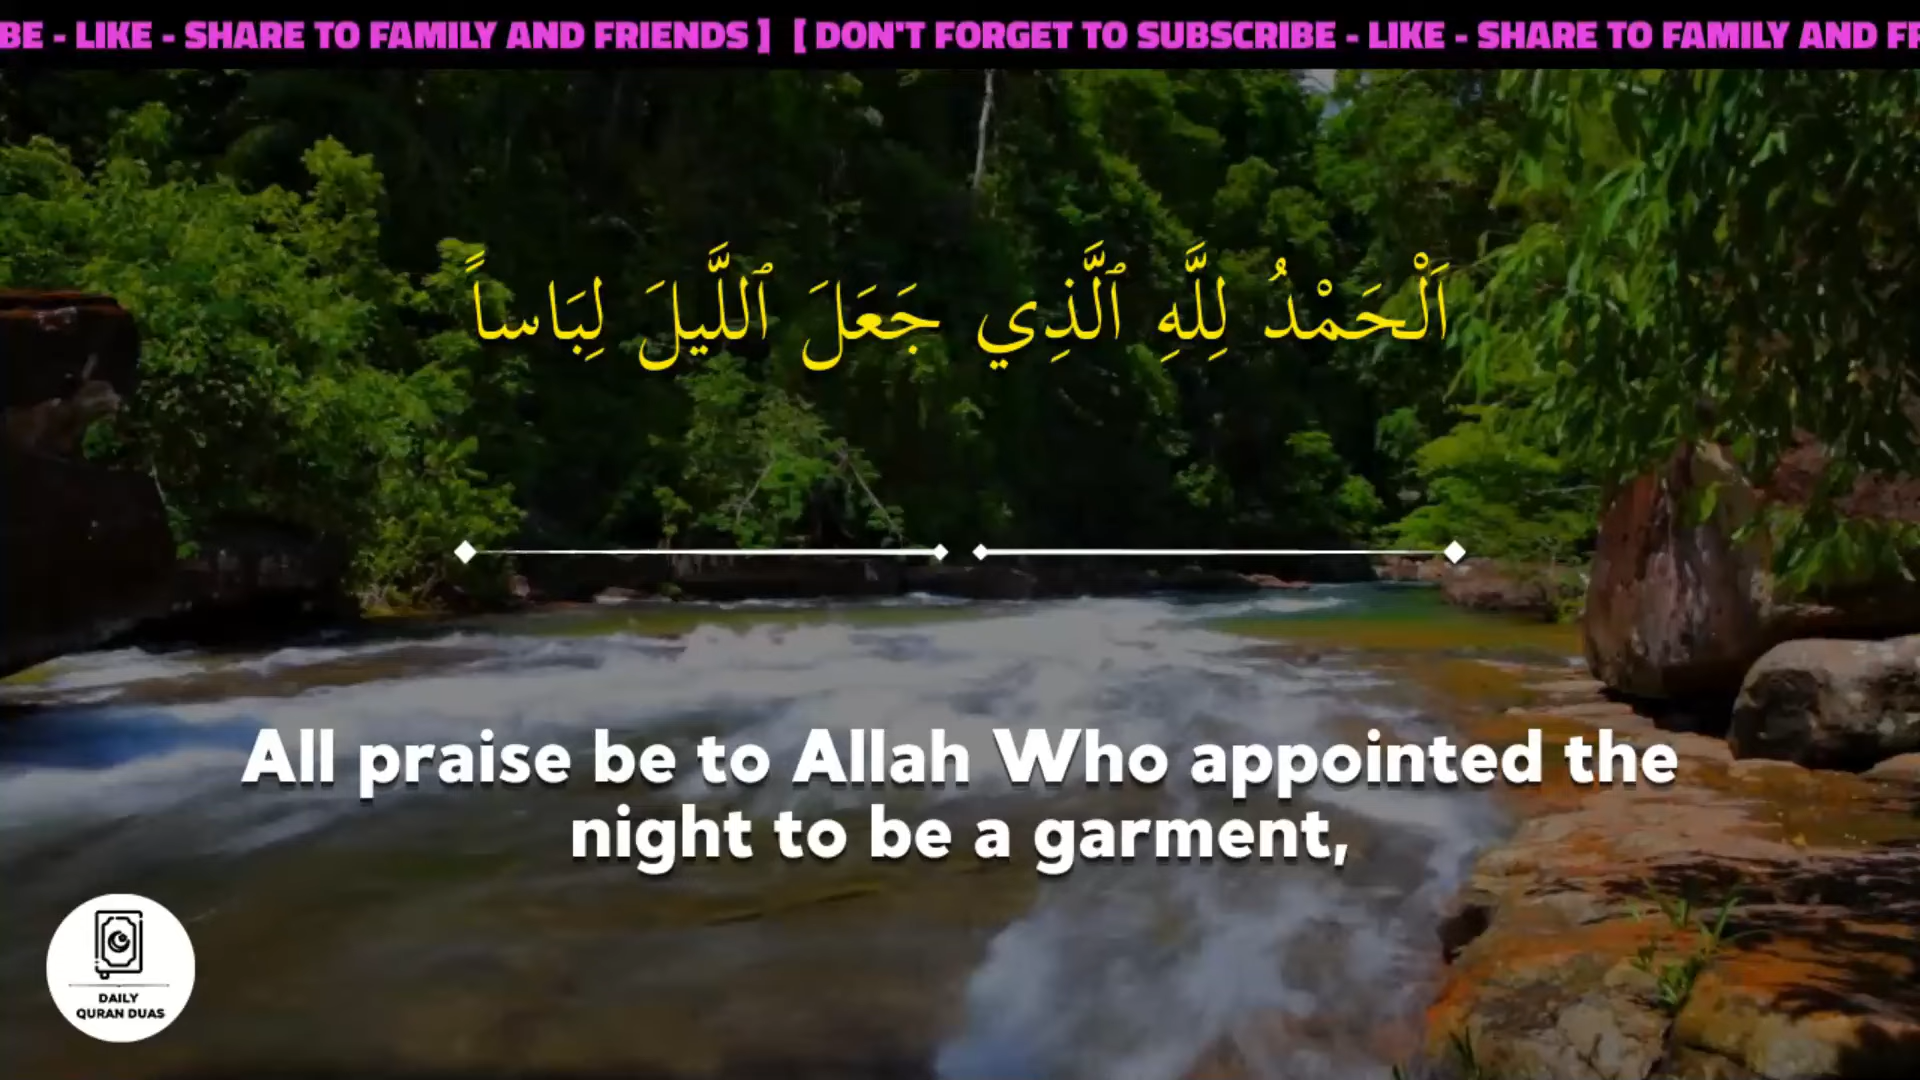 BE - LIKE - SHARE TO FAMILY AND FRIENDS ] [ DON'T FORGET TO SUBSCRIBE - LIKE - SHARE TO FAMILY AND FR
اَلْحَمْدُ لِلَّهِ ٱلَّذِي جَعَلَ ٱللَّيلَ لِبَاساً
All praise be to Allah Who appointed the
night to be a garment,
DAILY
QURAN DUAS